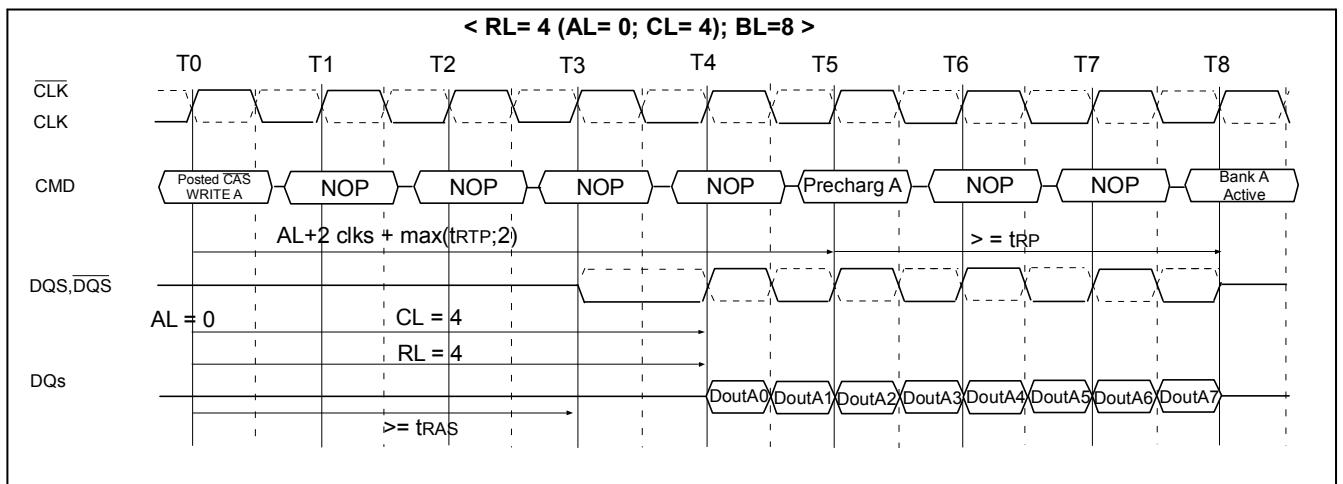 < RL= 4 (AL= 0; CL= 4); BL=8 >
T0 T1 T2 T3 T4 T5 T6 T7 T8
CLK
CLK
CMD
Posted CAS
WRITE A
NOP NOP NOP NOP Precharg A NOP NOP
Bank A
Active
AL+2 clks + max(tRTP;2) > = tRP
DQS,DQS
AL = 0 CL = 4
RL = 4
DQs
DoutA0 DoutA1 DoutA2 DoutA3 DoutA4 DoutA5 DoutA6 DoutA7
>= tRAS